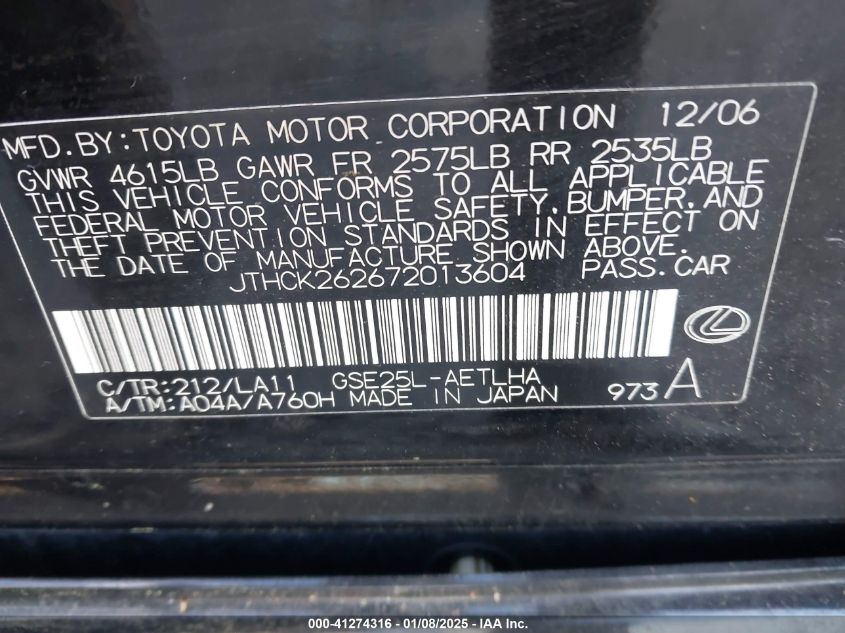 MFD. BY: TOYOTA MOTOR CORPORATION 12/06
GVWR 4615LB GAWR FR 2575LB RR 2535LB
THIS VEHICLE CONFORMS TO ALL APPLICABLE
FEDERAL MOTOR VEHICLE SAFETY, BUMPER, AND
THEFT PREVENTION STANDARDS IN EFFECT ON
THE DATE OF MANUFACTURE SHOWN ABOVE.
JTHCK262672013604 PASS. CAR
C/TR: 212/LA11 GSE25L-AETLHA
A/TM: A04A/A760H MADE IN JAPAN 973A
000-41274316 - 01/08/2025 - IAA Inc.